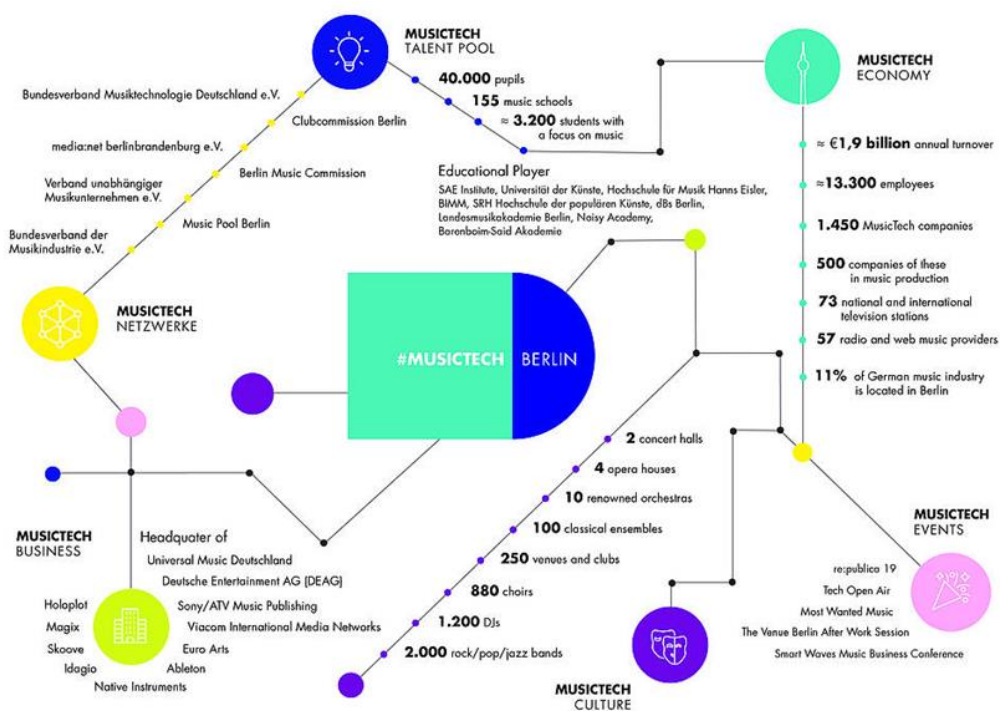 MUSICTECH
TALENT POOL
40.000 pupils
155 music schools
≈ 3.200 students with
a focus on music
Educational Player
SAE Institute, Universität der Künste, Hochschule für Musik Hanns Eisler,
BIMM, SRH Hochschule der populären Künste, dBs Berlin,
Landesmusikakademie Berlin, Noisy Academy,
Barenboim-Said Akademie
MUSICTECH
ECONOMY
≈ €1,9 billion annual turnover
≈13.300 employees
1.450 MusicTech companies
500 companies of these
in music production
73 national and international
television stations
57 radio and web music providers
11% of German music industry
is located in Berlin
Bundesverband Musiktechnologie Deutschland e.V.
Clubcommission Berlin
media:net berlinbrandenburg e.V.
Berlin Music Commission
Verband unabhängiger
Musikunternehmen e.V.
Music Pool Berlin
Bundesverband der
Musikindustrie e.V.
MUSICTECH
NETZWERKE
#MUSICTECH BERLIN
2 concert halls
4 opera houses
10 renowned orchestras
100 classical ensembles
250 venues and clubs
880 choirs
1.200 DJs
2.000 rock/pop/jazz bands
MUSICTECH
BUSINESS
Headquater of
Universal Music Deutschland
Deutsche Entertainment AG (DEAG)
Sony/ATV Music Publishing
Viacom International Media Networks
Euro Arts
Ableton
Native Instruments
Idagio
Skoove
Magix
Holoplot
MUSICTECH
CULTURE
MUSICTECH
EVENTS
re:publica 19
Tech Open Air
Most Wanted Music
The Venue Berlin After Work Session
Smart Waves Music Business Conference